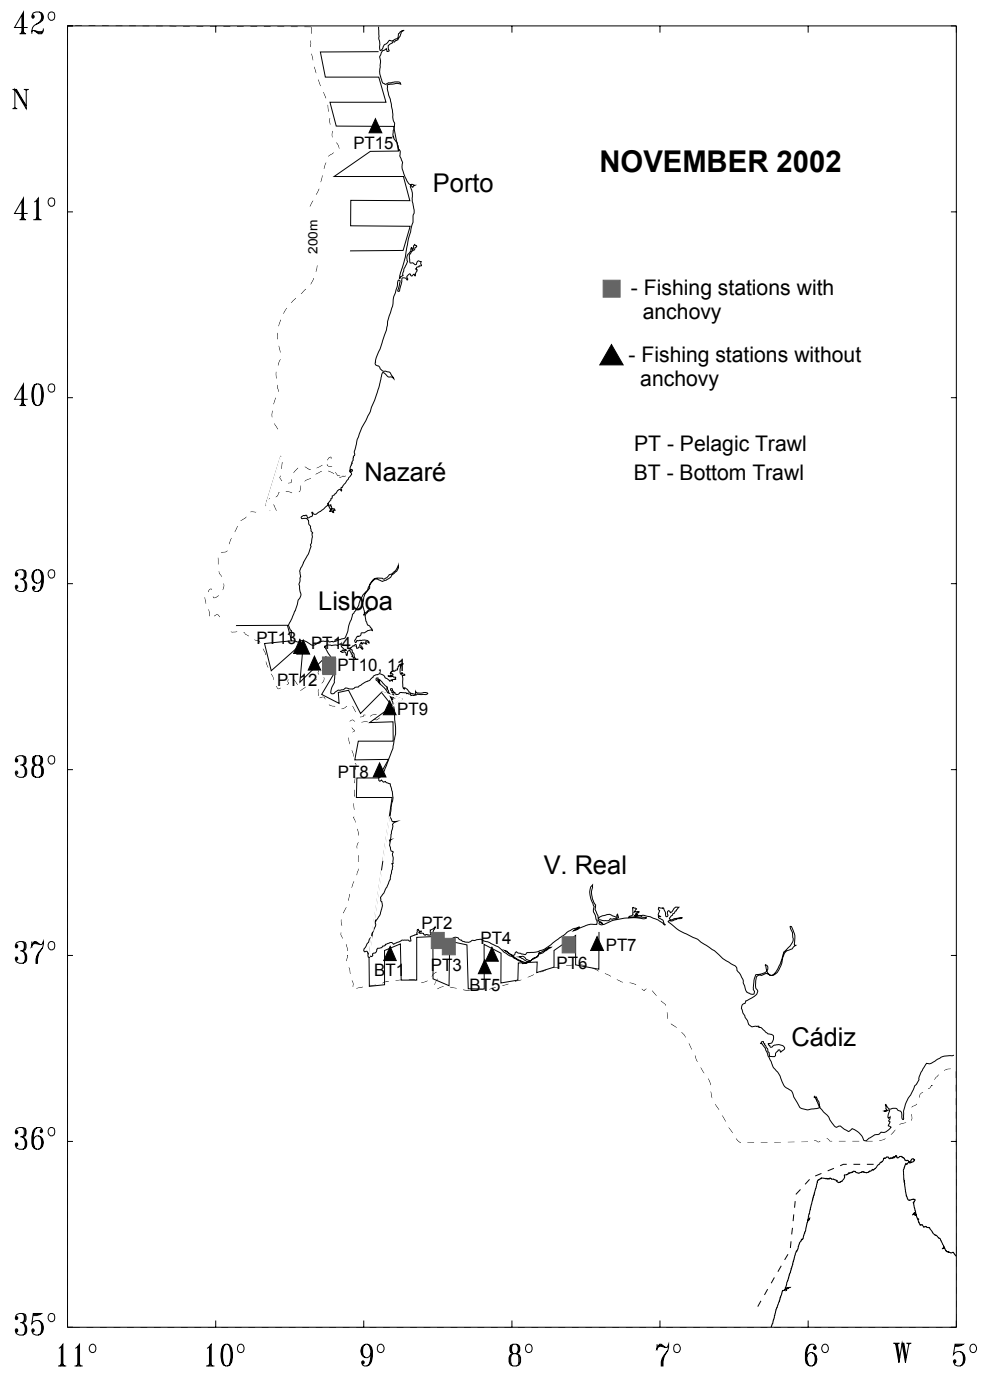 42°
N
PT15
NOVEMBER 2002
Porto
41°
200m
- Fishing stations with
anchovy
- Fishing stations without
anchovy
40°
PT - Pelagic Trawl
BT - Bottom Trawl
Nazaré
39°
Lisboa
PT13
PT14
PT10, 11
PT12
PT9
38°
PT8
V. Real
PT2
PT4
37°
PT7
BT1
PT3
PT6
BT5
Cádiz
36°
35°
11°
10°
9°
8°
7°
6°
W
5°